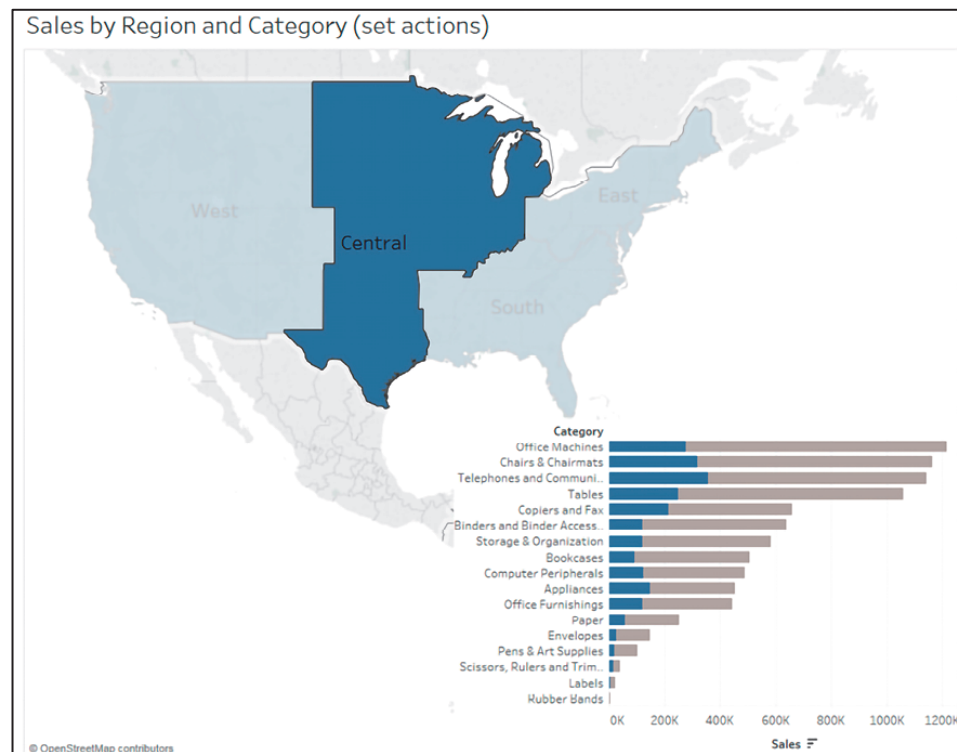 Sales by Region and Category (set actions)
West
East
Central
South
Category
Office Machines
Chairs & Chairmats
Telephones and Communi..
Tables
Copiers and Fax
Binders and Binder Access..
Storage & Organization
Bookcases
Computer Peripherals
Appliances
Office Furnishings
Paper
Envelopes
Pens & Art Supplies
Scissors, Rulers and Trim..
Labels
Rubber Bands
0K 200K 400K 600K 800K 1000K 1200K
Sales
© OpenStreetMap contributors